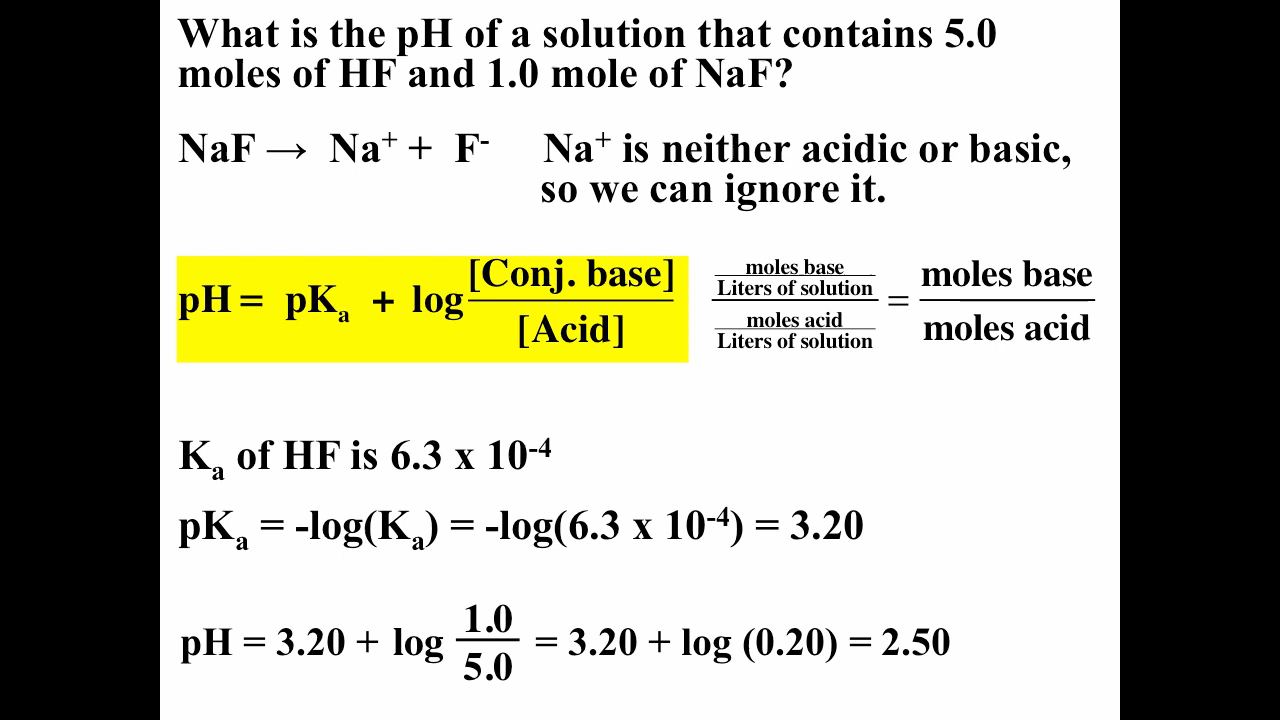 What is the pH of a solution that contains 5.0
moles of HF and 1.0 mole of NaF?
NaF → Na⁺ + F⁻ Na⁺ is neither acidic or basic,
so we can ignore it.
pH = pKₐ + log [Conj. base] / [Acid]
moles base / Liters of solution / moles acid / Liters of solution = moles base / moles acid
Kₐ of HF is 6.3 x 10⁻⁴
pKₐ = -log(Kₐ) = -log(6.3 x 10⁻⁴) = 3.20
pH = 3.20 + log 1.0 / 5.0 = 3.20 + log (0.20) = 2.50